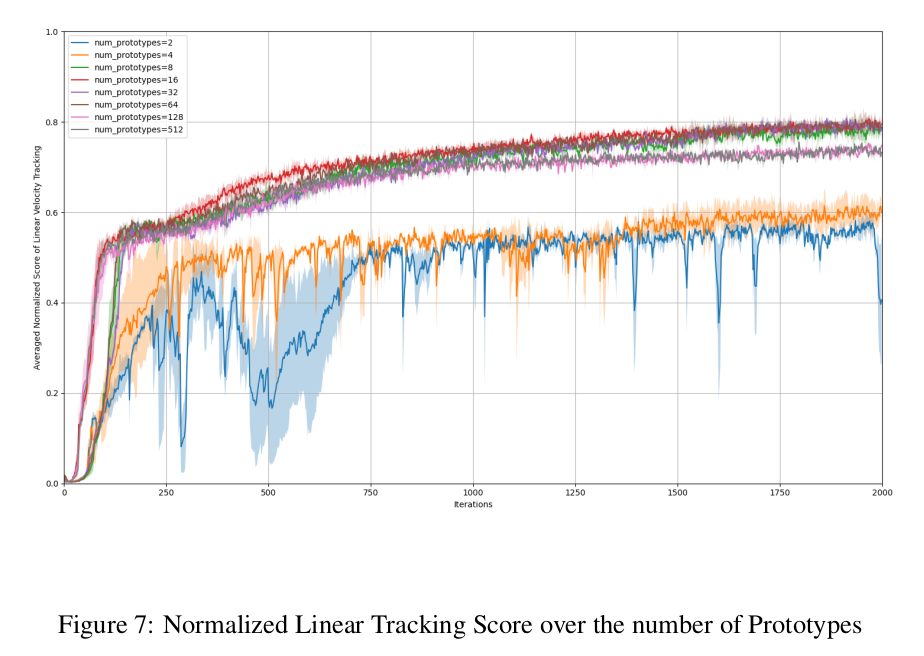 1.0
0.8
0.6
0.4
0.2
0.0
Averaged Normalized Score of Linear Velocity Tracking
num_prototypes=2
num_prototypes=4
num_prototypes=8
num_prototypes=16
num_prototypes=32
num_prototypes=64
num_prototypes=128
num_prototypes=512
0 250 500 750 1000 1250 1500 1750 2000
Iterations
Figure 7: Normalized Linear Tracking Score over the number of Prototypes